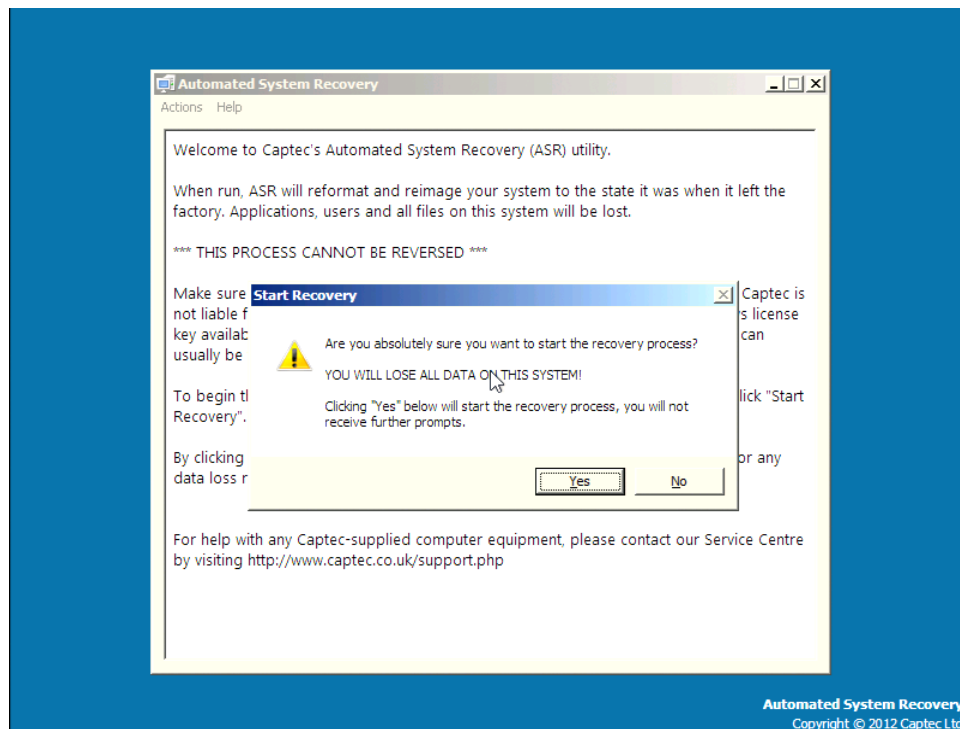 Automated System Recovery
Actions Help
Welcome to Captec's Automated System Recovery (ASR) utility.
When run, ASR will reformat and reimage your system to the state it was when it left the
factory. Applications, users and all files on this system will be lost.
*** THIS PROCESS CANNOT BE REVERSED ***
Make sure
Captec is
not liable
license
key
can
usually be
To begin
"Start
Recovery".
By clicking
or any
data loss
Start Recovery
Are you absolutely sure you want to start the recovery process?
YOU WILL LOSE ALL DATA ON THIS SYSTEM!
Clicking "Yes" below will start the recovery process, you will not
receive further prompts.
Yes
No
For help with any Captec-supplied computer equipment, please contact our Service Centre
by visiting http://www.captec.co.uk/support.php
Automated System Recovery
Copyright © 2012 Captec Ltd